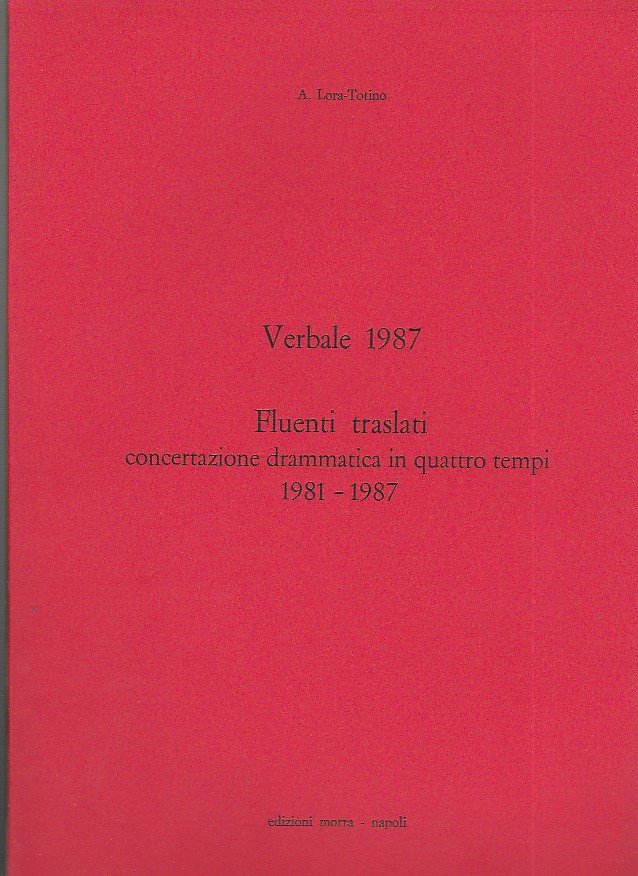 A. Lora-Totino
Verbale 1987
Fluenti traslati
concertazione drammatica in quattro tempi
1981 - 1987
edizioni morra - napoli